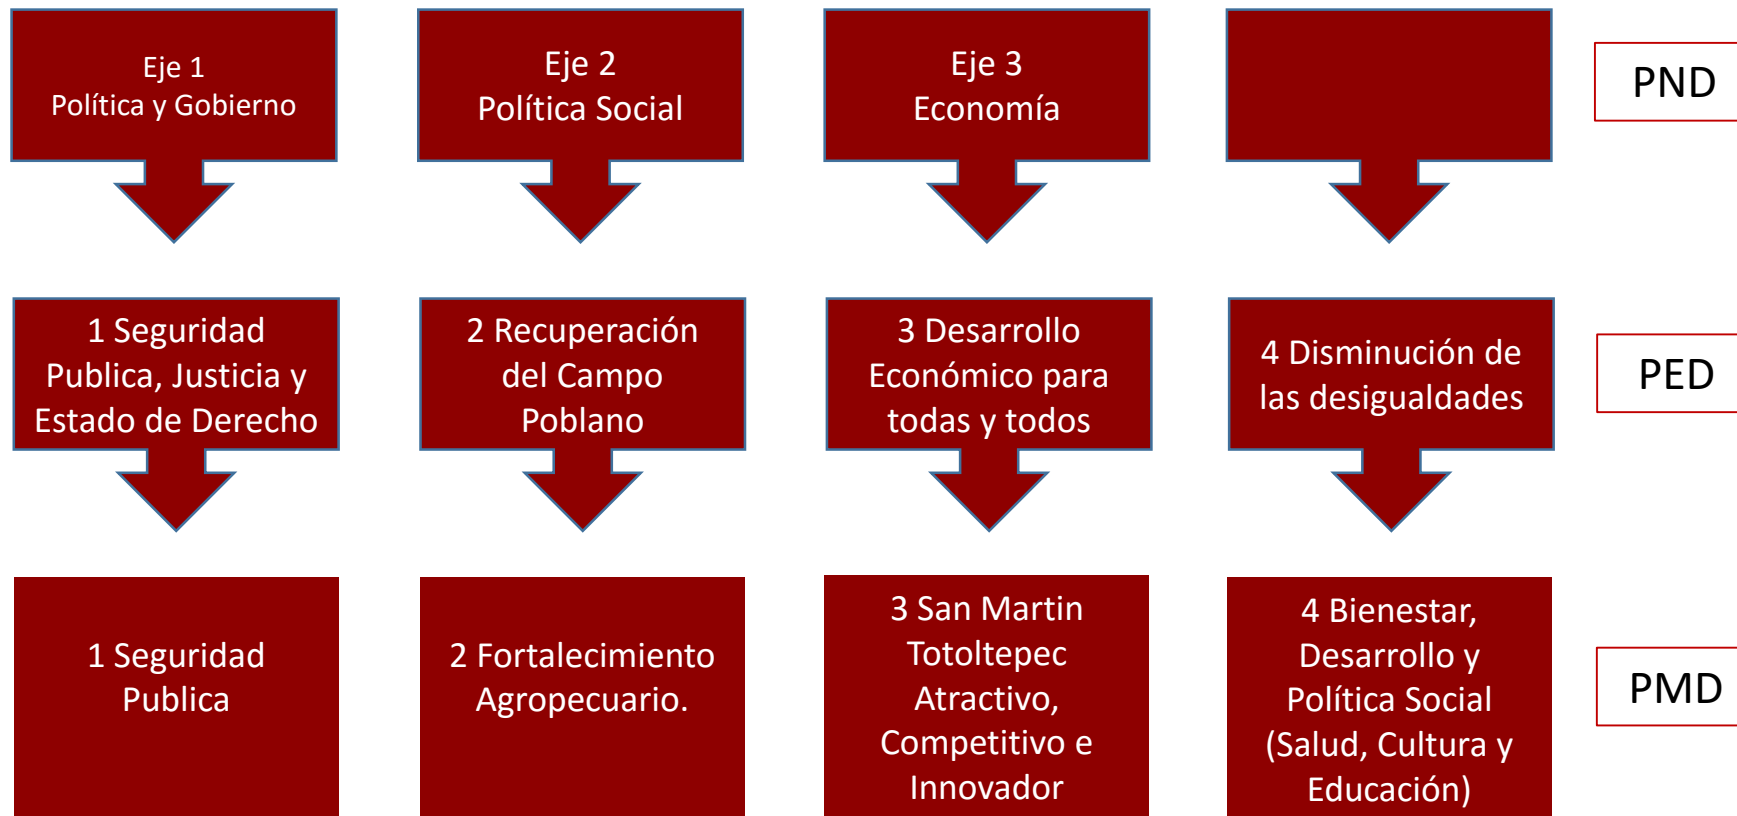 Eje 1
Política y Gobierno
Eje 2
Política Social
Eje 3
Economía
PND
1 Seguridad
Publica, Justicia y
Estado de Derecho
2 Recuperación
del Campo
Poblano
3 Desarrollo
Económico para
todas y todos
4 Disminución de
las desigualdades
PED
1 Seguridad
Publica
2 Fortalecimiento
Agropecuario.
3 San Martin
Totoltepec
Atractivo,
Competitivo e
Innovador
4 Bienestar,
Desarrollo y
Política Social
(Salud, Cultura y
Educación)
PMD